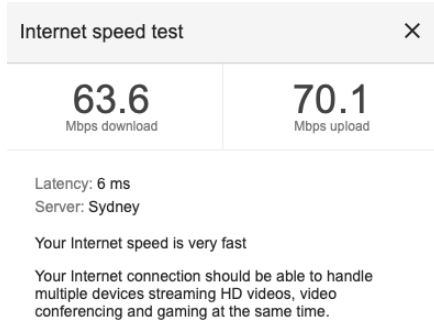 Internet speed test
63.6
Mbps download
70.1
Mbps upload
Latency: 6 ms
Server: Sydney
Your Internet speed is very fast
Your Internet connection should be able to handle
multiple devices streaming HD videos, video
conferencing and gaming at the same time.